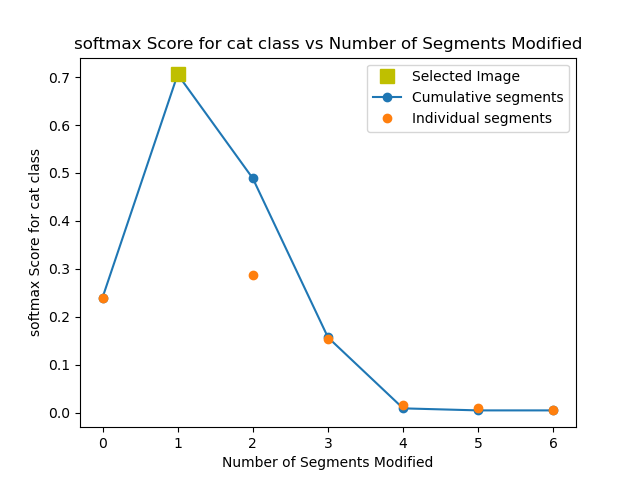 softmax Score for cat class vs Number of Segments Modified
Selected Image
Cumulative segments
Individual segments
softmax Score for cat class
0.7
0.6
0.5
0.4
0.3
0.2
0.1
0.0
0 1 2 3 4 5 6
Number of Segments Modified